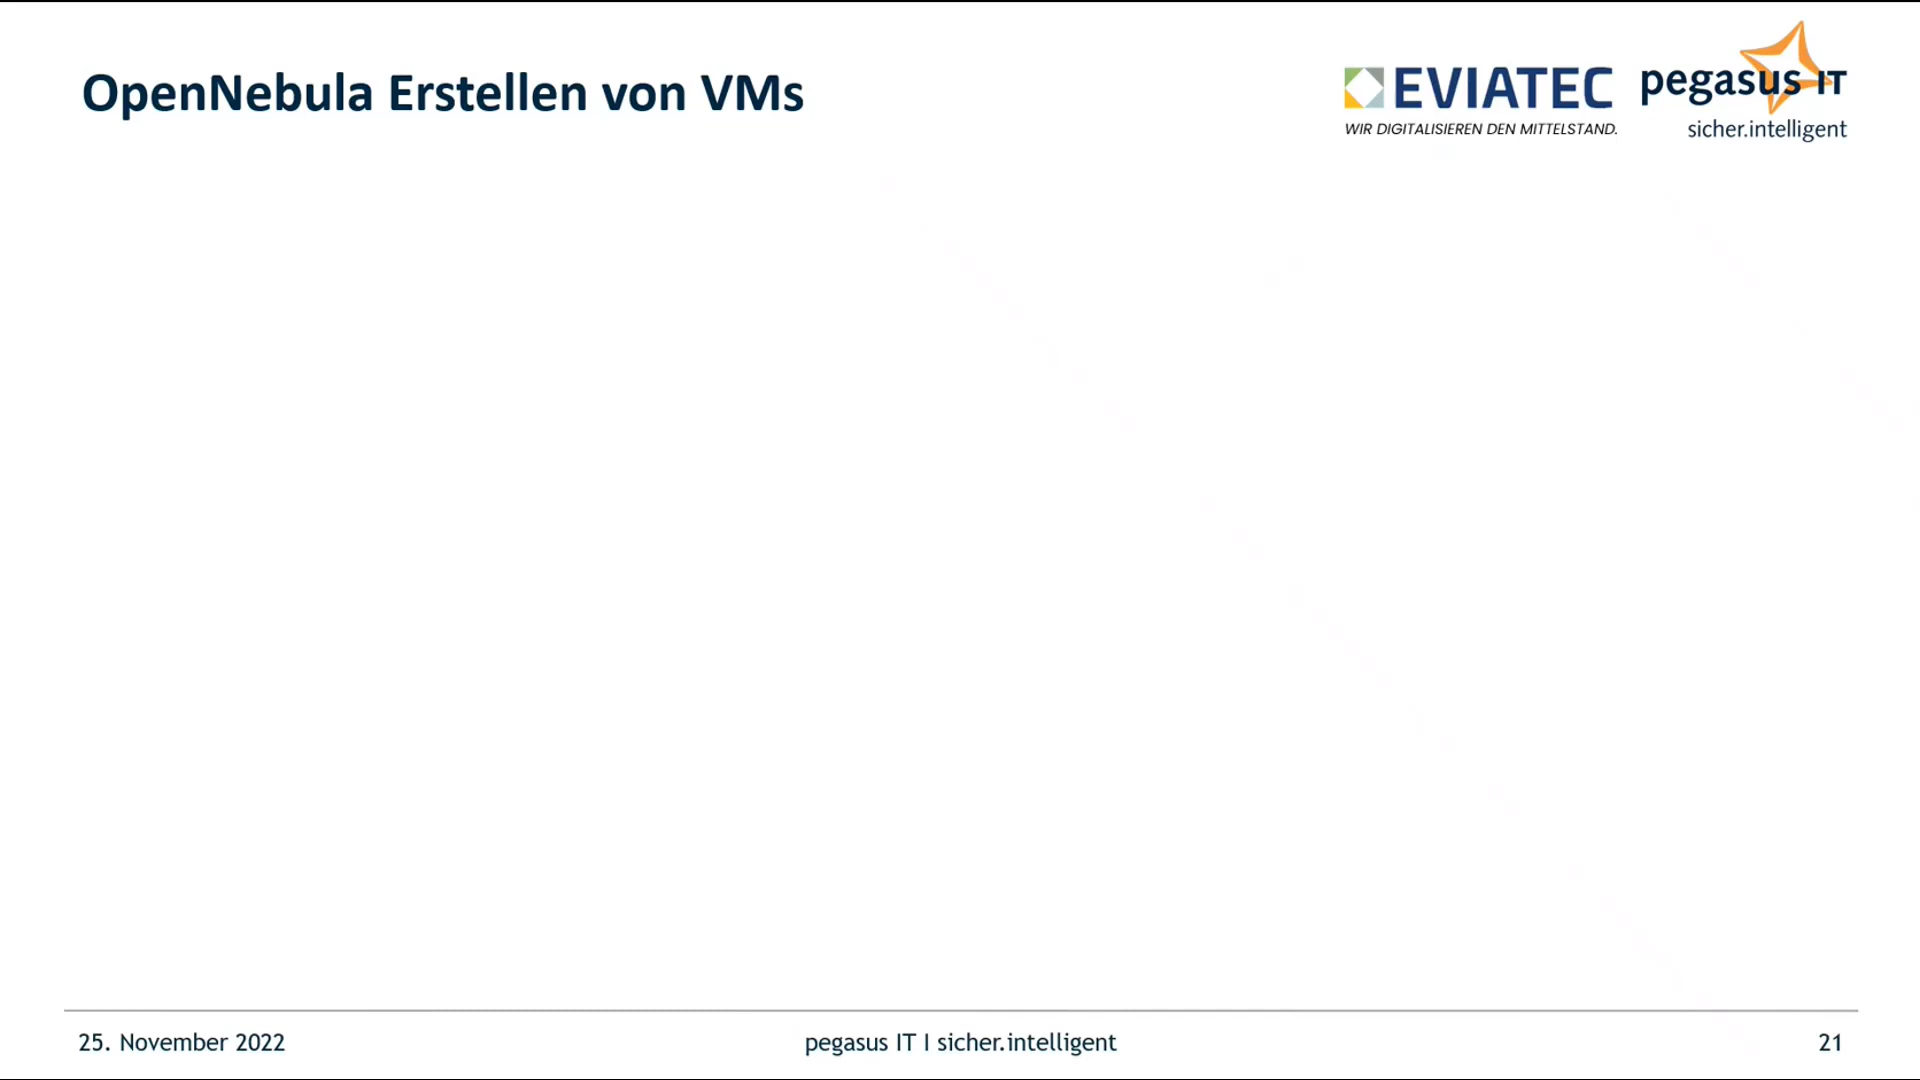 OpenNebula Erstellen von VMs
EVIATEC
WIR DIGITALISIEREN DEN MITTELSTAND.
pegasus IT
sicher.intelligent
25. November 2022
pegasus IT I sicher.intelligent
21